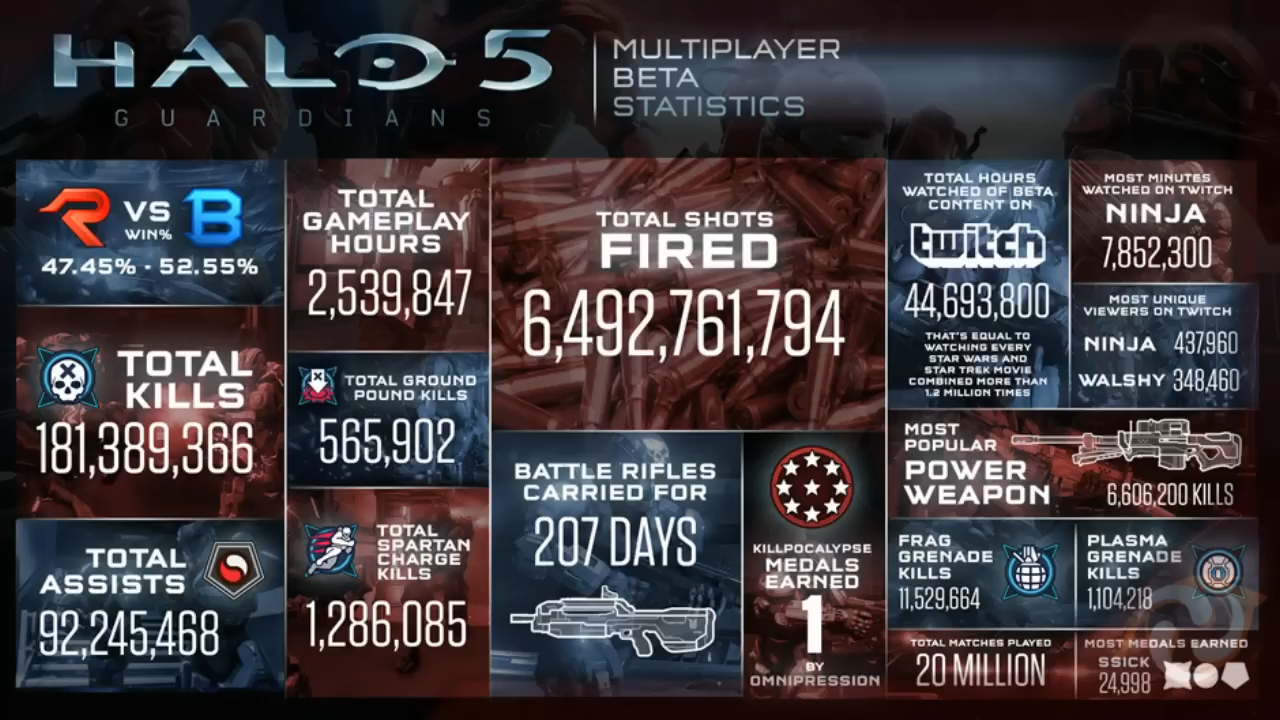 HALO 5
GUARDIANS
MULTIPLAYER
BETA
STATISTICS
R VS B
WIN%
47.45% - 52.55%
TOTAL
KILLS
181,389,366
TOTAL
ASSISTS
92,245,468
TOTAL
GAMEPLAY
HOURS
2,539,847
TOTAL GROUND
POUND KILLS
565,902
TOTAL
SPARTAN
CHARGE
KILLS
1,286,085
TOTAL SHOTS
FIRED
6,492,761,794
BATTLE RIFLES
CARRIED FOR
207 DAYS
KILLPOCALYPSE
MEDALS
EARNED
1
BY
OMNIPRESSION
TOTAL HOURS
WATCHED OF BETA
CONTENT ON
twitch
44,693,800
THAT'S EQUAL TO
WATCHING EVERY
STAR WARS AND
STAR TREK MOVIE
COMBINED MORE THAN
1.2 MILLION TIMES
MOST MINUTES
WATCHED ON TWITCH
NINJA
7,852,300
MOST UNIQUE
VIEWERS ON TWITCH
NINJA 437,960
WALSHY 348,460
MOST
POPULAR
POWER
WEAPON
6,606,200 KILLS
FRAG
GRENADE
KILLS
11,529,664
PLASMA
GRENADE
KILLS
1,104,218
TOTAL MATCHES PLAYED
20 MILLION
MOST MEDALS EARNED
SSICK
24,998